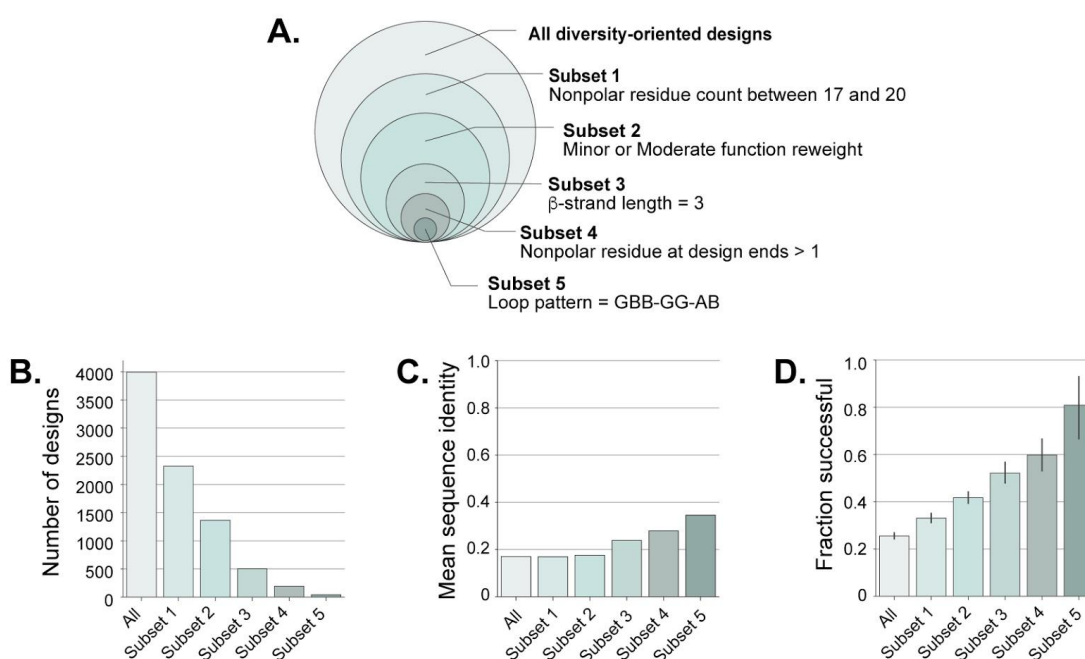 A.
All diversity-oriented designs
Subset 1
Nonpolar residue count between 17 and 20
Subset 2
Minor or Moderate function reweight
Subset 3
β-strand length = 3
Subset 4
Nonpolar residue at design ends > 1
Subset 5
Loop pattern = GBB-GG-AB
B.
Number of designs
4000
3500
3000
2500
2000
1500
1000
500
0
All
Subset 1
Subset 2
Subset 3
Subset 4
Subset 5
C.
Mean sequence identity
1.0
0.8
0.6
0.4
0.2
0
All
Subset 1
Subset 2
Subset 3
Subset 4
Subset 5
D.
Fraction successful
1.0
0.8
0.6
0.4
0.2
0
All
Subset 1
Subset 2
Subset 3
Subset 4
Subset 5